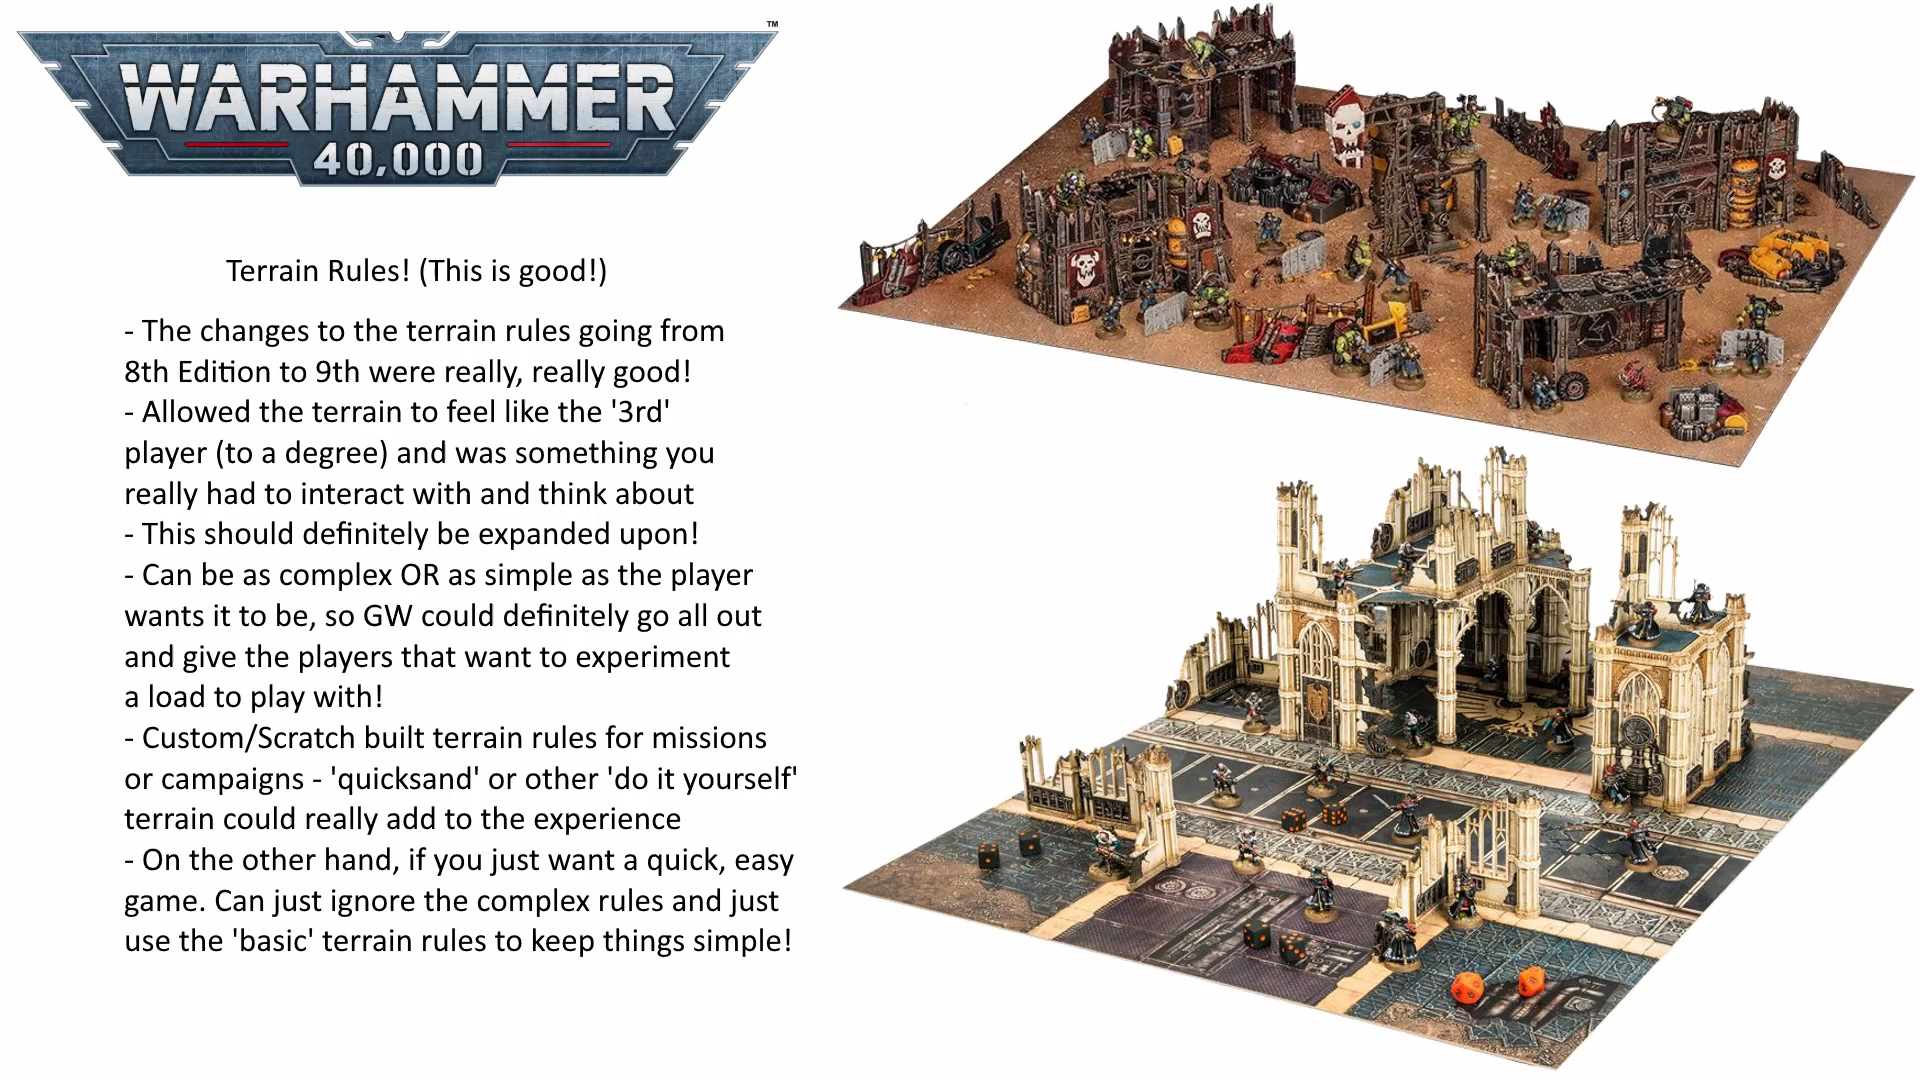 WARHAMMER
40,000
TM
Terrain Rules! (This is good!)
- The changes to the terrain rules going from
8th Edition to 9th were really, really good!
- Allowed the terrain to feel like the '3rd'
player (to a degree) and was something you
really had to interact with and think about
- This should definitely be expanded upon!
- Can be as complex OR as simple as the player
wants it to be, so GW could definitely go all out
and give the players that want to experiment
a load to play with!
- Custom/Scratch built terrain rules for missions
or campaigns - 'quicksand' or other 'do it yourself'
terrain could really add to the experience
- On the other hand, if you just want a quick, easy
game. Can just ignore the complex rules and just
use the 'basic' terrain rules to keep things simple!